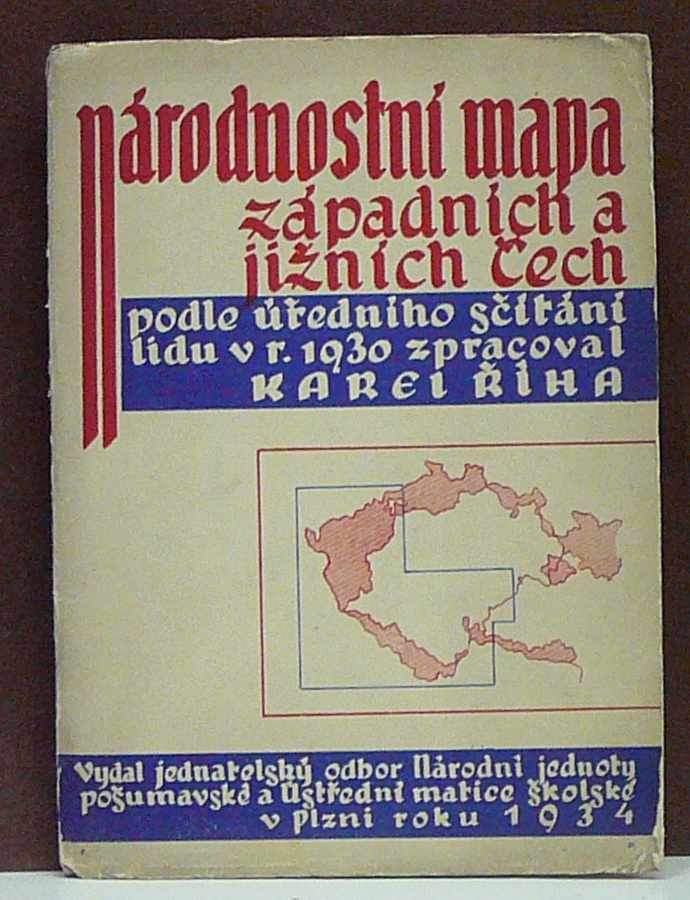 národnostní mapa
západních a
jižních čech
podle úředního sčítání
lidu v r. 1930 zpracoval
KAREL ŘÍHA
Vydal jednatelský odbor Národní jednoty
pošumavské a Ústřední matice školské
v plzni roku 1934